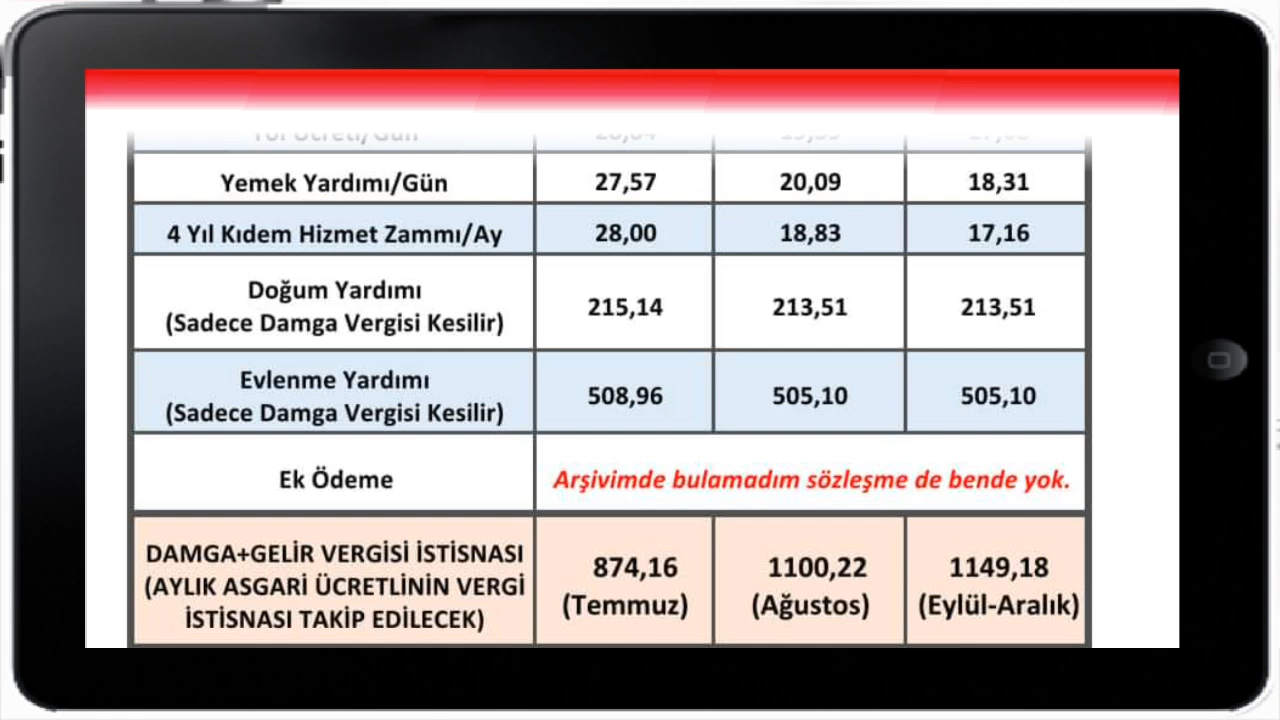 Yemek Yardımı/Gün 27,57 20,09 18,31
4 Yıl Kıdem Hizmet Zammı/Ay 28,00 18,83 17,16
Doğum Yardımı
(Sadece Damga Vergisi Kesilir) 215,14 213,51 213,51
Evlenme Yardımı
(Sadece Damga Vergisi Kesilir) 508,96 505,10 505,10
Ek Ödeme Arşivimde bulamadım sözleşme de bende yok.
DAMGA+GELİR VERGİSİ İSTİSNASI
(AYLIK ASGARİ ÜCRETLİNİN VERGİ
İSTİSNASI TAKİP EDİLECEK)
874,16 1100,22 1149,18
(Temmuz) (Ağustos) (Eylül-Aralık)